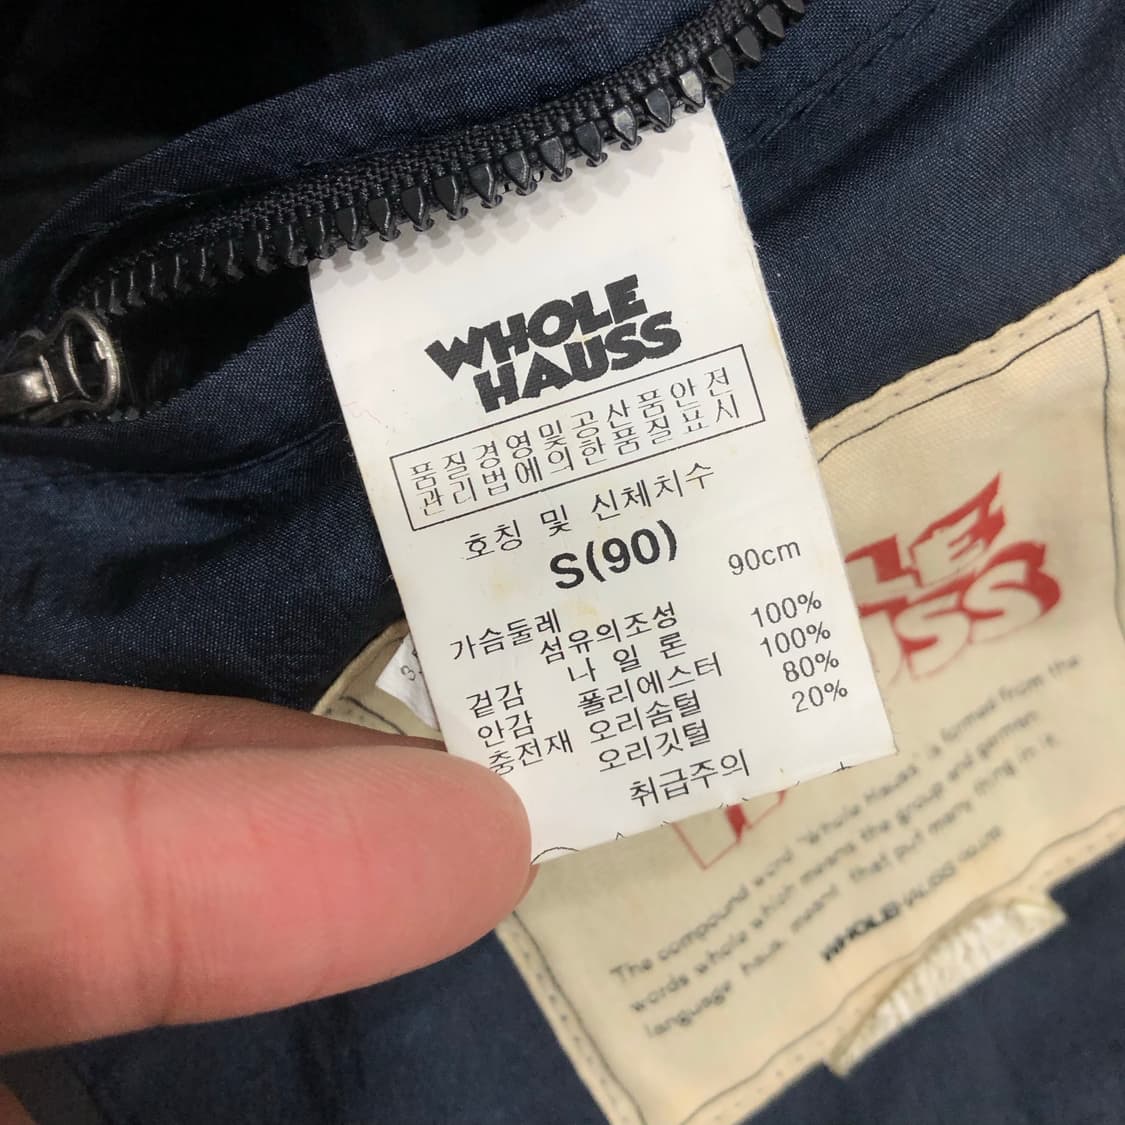 WHOLE
HAUSS
품질경영및공산품안전
관리법에의한품질표시
호칭 및 신체치수
S(90)
가슴둘레 90cm
섬유의조성
겉감 나 일 론 100%
안감 폴리에스터 100%
충전재 오리솜털 80%
오리깃털 20%
취급주의
LE
USS
The compound word "Whole Hauss" is formed from the
words whole which means the group and german
language haus. meant that put many thing in it.